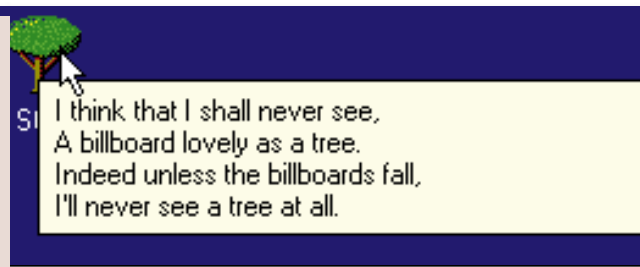 I think that I shall never see,
A billboard lovely as a tree.
Indeed unless the billboards fall,
I'll never see a tree at all.